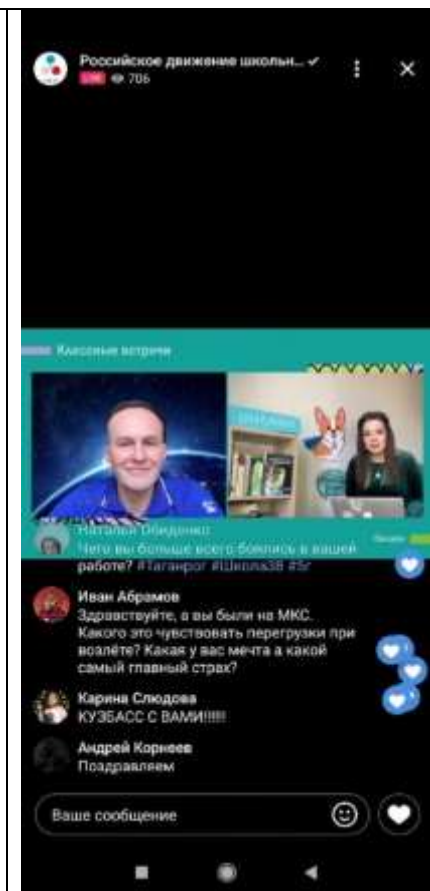 Российское движение школьн...
LIVE 706
Классные встречи
Наталья Обиденко
Чего вы больше всего боялись в вашей
работе? #Таганрог #Школа38 #5г
Иван Абрамов
Здравствуйте, а вы были на МКС.
Какого это чувствовать перегрузки при
возлёте? Какая у вас мечта а какой
самый главный страх?
Карина Слюдова
КУЗБАСС С ВАМИ!!!!!!
Андрей Корнеев
Поздравляем
Ваше сообщение